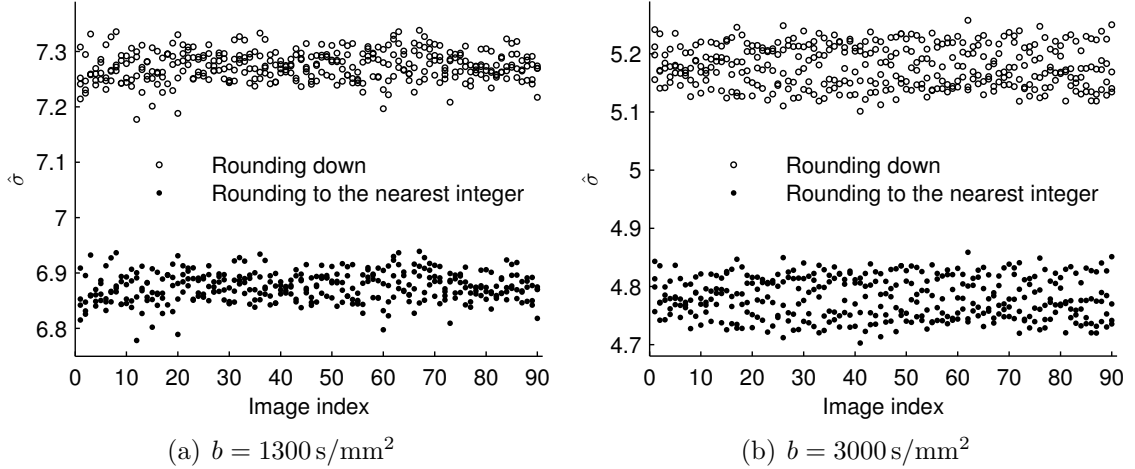 7.3
7.2
7.1
7
6.9
6.8
σ̂
Rounding down
Rounding to the nearest integer
0 10 20 30 40 50 60 70 80 90
Image index
(a) b = 1300 s/mm²
5.2
5.1
5
4.9
4.8
4.7
σ̂
Rounding down
Rounding to the nearest integer
0 10 20 30 40 50 60 70 80 90
Image index
(b) b = 3000 s/mm²